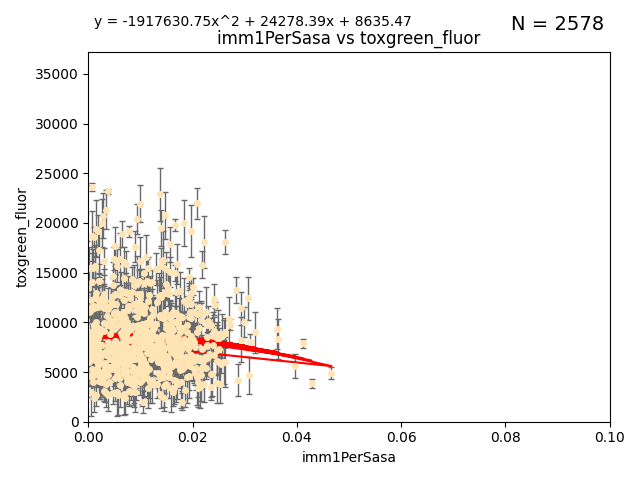 y = -1917630.75x^2 + 24278.39x + 8635.47
N = 2578
imm1PerSasa vs toxgreen_fluor
35000
30000
25000
20000
15000
10000
5000
0
toxgreen_fluor
0.00 0.02 0.04 0.06 0.08 0.10
imm1PerSasa